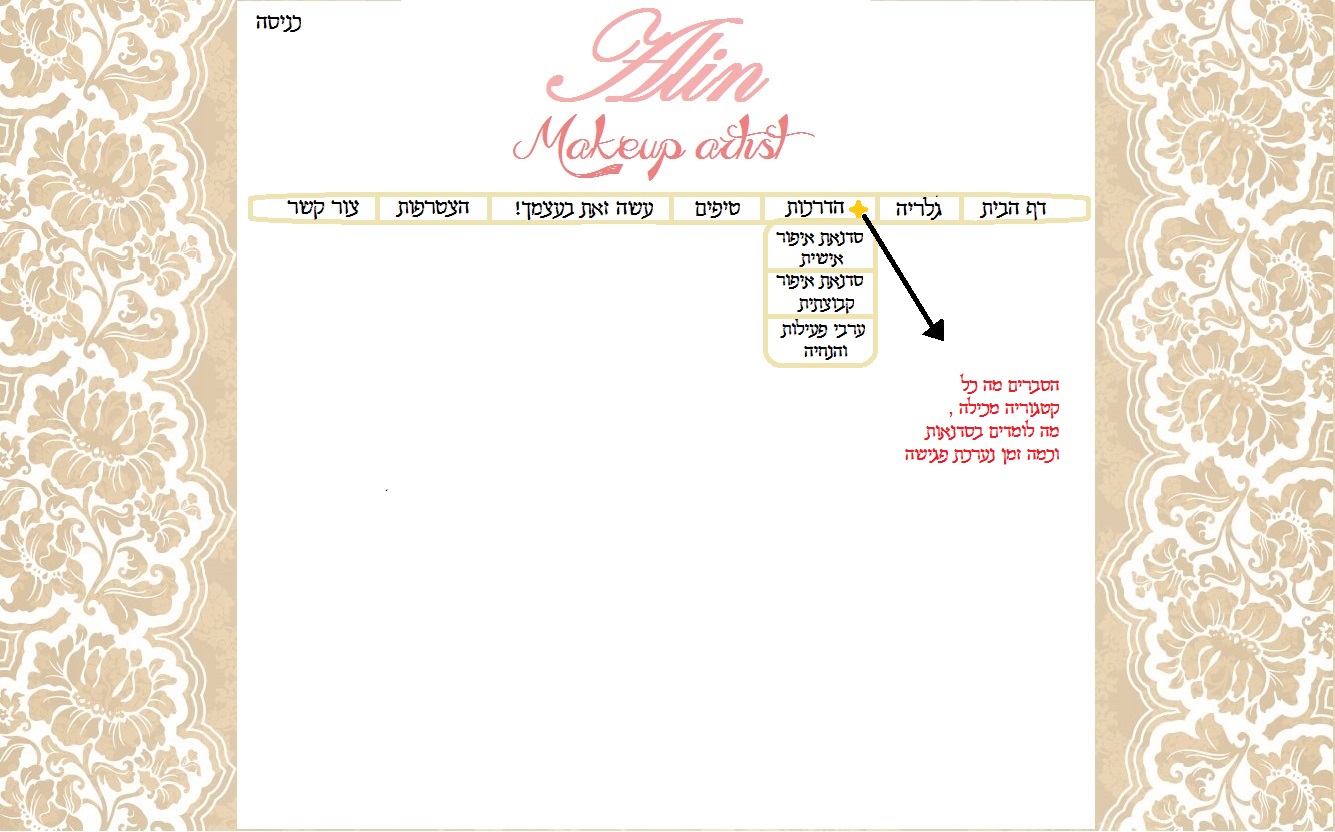 כניסה
Alin
Makeup artist
דף הבית
גלריה
הדרכות
טיפים
עשה זאת בעצמך!
הצטרפות
צור קשר
סדנאת איפור
אישית
סדנאת איפור
קבוצתית
ערבי פעילות
והנחיה
הסברים מה כל
קטגוריה מכילה ,
מה לומדים בסדנאות
וכמה זמן נערכת פגישה